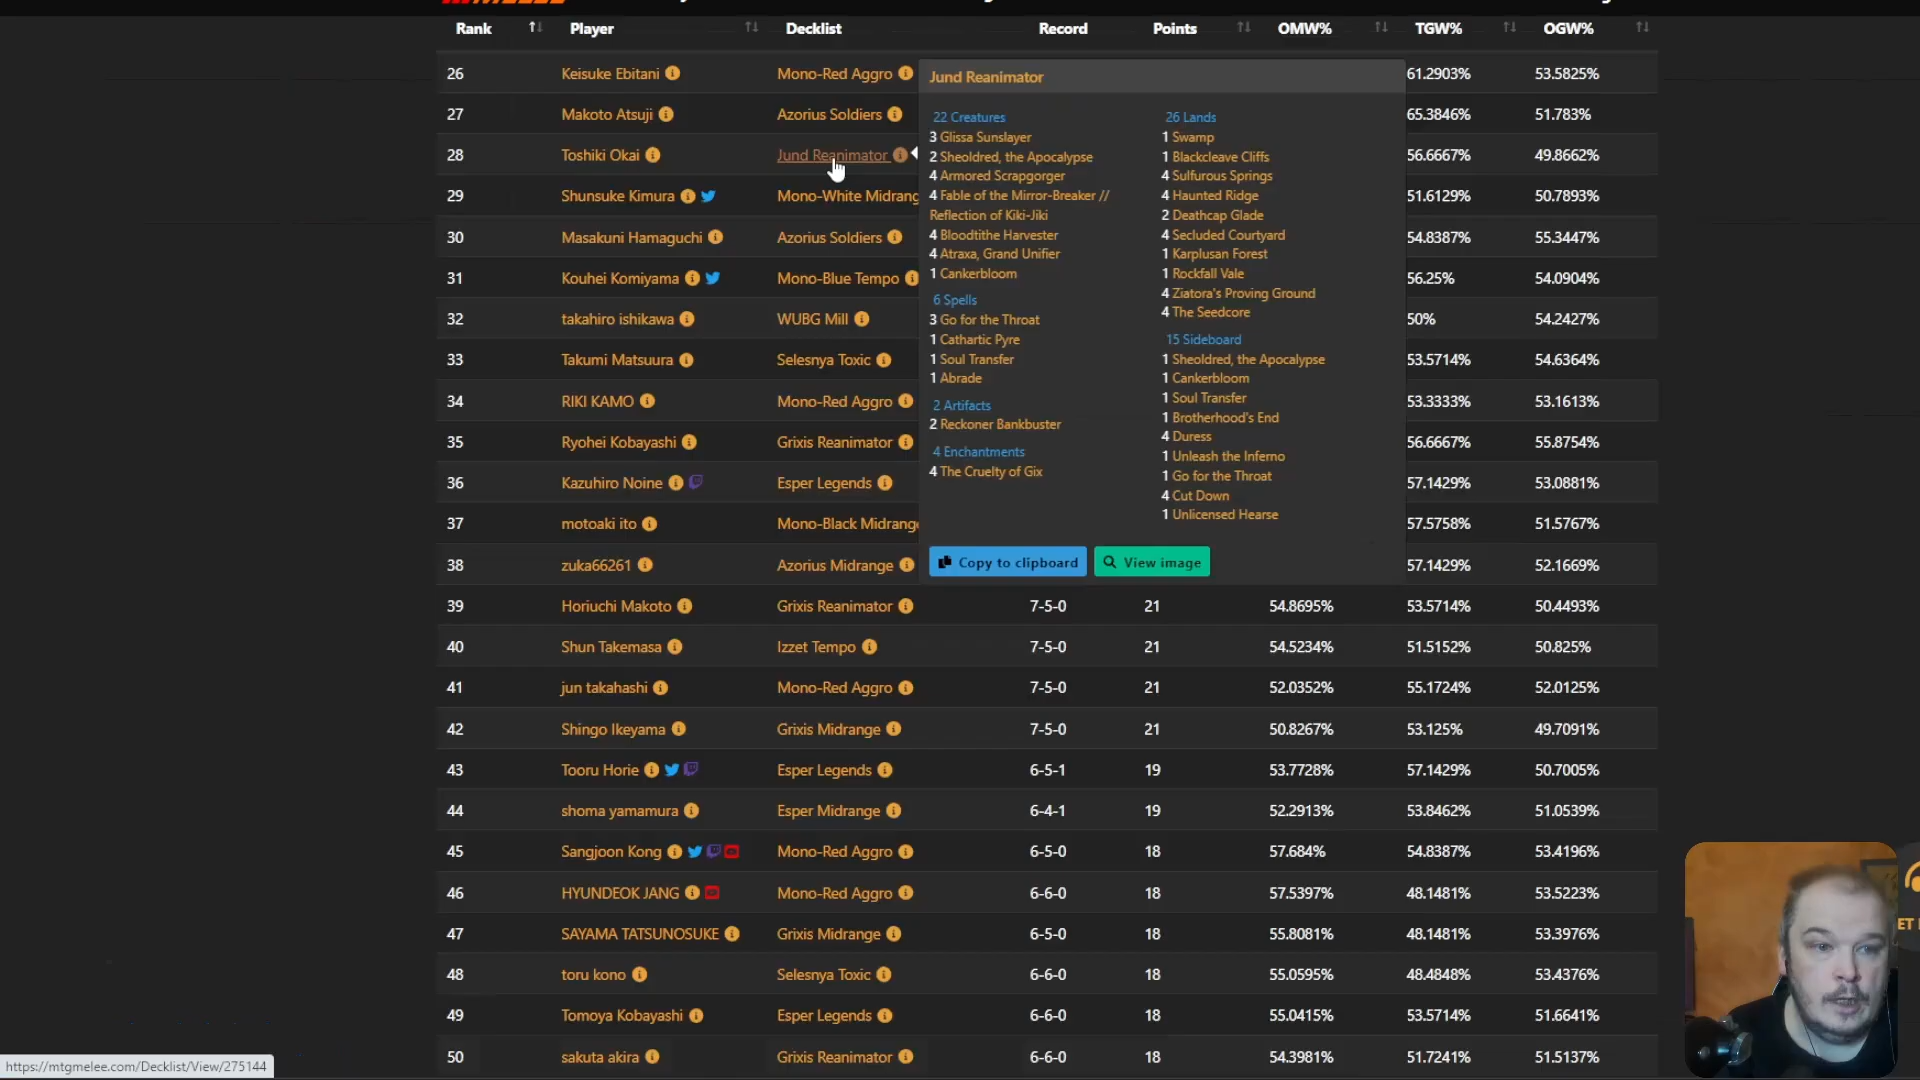 Rank Player Decklist Record Points OMW% TGW% OGW%
26 Keisuke Ebitani Mono-Red Aggro 61.2903% 53.5825%
27 Makoto Atsuji Azorius Soldiers 65.3846% 51.783%
28 Toshiki Okai Jund Reanimator 56.6667% 49.8662%
29 Shunsuke Kimura Mono-White Midrang 51.6129% 50.7893%
30 Masakuni Hamaguchi Azorius Soldiers 54.8387% 55.3447%
31 Kouhei Komiyama Mono-Blue Tempo 56.25% 54.0904%
32 takahiro ishikawa WUBG Mill 50% 54.2427%
33 Takumi Matsuura Selesnya Toxic 53.5714% 54.6364%
34 RIKI KAMO Mono-Red Aggro 53.3333% 53.1613%
35 Ryohei Kobayashi Grixis Reanimator 56.6667% 55.8754%
36 Kazuhiro Noine Esper Legends 57.1429% 53.0881%
37 motoaki ito Mono-Black Midrang 57.5758% 51.5767%
38 zuka66261 Azorius Midrange 57.1429% 52.1669%
39 Horiuchi Makoto Grixis Reanimator 7-5-0 21 54.8695% 53.5714% 50.4493%
40 Shun Takemasa Izzet Tempo 7-5-0 21 54.5234% 51.5152% 50.825%
41 jun takahashi Mono-Red Aggro 7-5-0 21 52.0352% 55.1724% 52.0125%
42 Shingo Ikeyama Grixis Midrange 7-5-0 21 50.8267% 53.125% 49.7091%
43 Tooru Horie Esper Legends 6-5-1 19 53.7728% 57.1429% 50.7005%
44 shoma yamamura Esper Midrange 6-4-1 19 52.2913% 53.8462% 51.0539%
45 Sangjoon Kong Mono-Red Aggro 6-5-0 18 57.684% 54.8387% 53.4196%
46 HYUNDEOK JANG Mono-Red Aggro 6-6-0 18 57.5397% 48.1481% 53.5223%
47 SAYAMA TATSUNOSUKE Grixis Midrange 6-5-0 18 55.8081% 48.1481% 53.3976%
48 toru kono Selesnya Toxic 6-6-0 18 55.0595% 48.4848% 53.4376%
49 Tomoya Kobayashi Esper Legends 6-6-0 18 55.0415% 53.5714% 51.6641%
50 sakuta akira Grixis Reanimator 6-6-0 18 54.3981% 51.7241% 51.5137%
Jund Reanimator
22 Creatures
3 Glissa Sunslayer
2 Sheoldred, the Apocalypse
4 Armored Scrapgorger
4 Fable of the Mirror-Breaker //
Reflection of Kiki-Jiki
4 Bloodtithe Harvester
4 Atraxa, Grand Unifier
1 Cankerbloom
6 Spells
3 Go for the Throat
1 Cathartic Pyre
1 Soul Transfer
1 Abrade
2 Artifacts
2 Reckoner Bankbuster
4 Enchantments
4 The Cruelty of Gix
26 Lands
1 Swamp
1 Blackcleave Cliffs
4 Sulfurous Springs
4 Haunted Ridge
2 Deathcap Glade
4 Secluded Courtyard
1 Karplusan Forest
1 Rockfall Vale
4 Ziatora's Proving Ground
4 The Seedcore
15 Sideboard
1 Sheoldred, the Apocalypse
1 Cankerbloom
1 Soul Transfer
1 Brotherhood's End
4 Duress
1 Unleash the Inferno
1 Go for the Throat
4 Cut Down
1 Unlicensed Hearse
Copy to clipboard
View image
https://mtgmelee.com/Decklist/View/275144